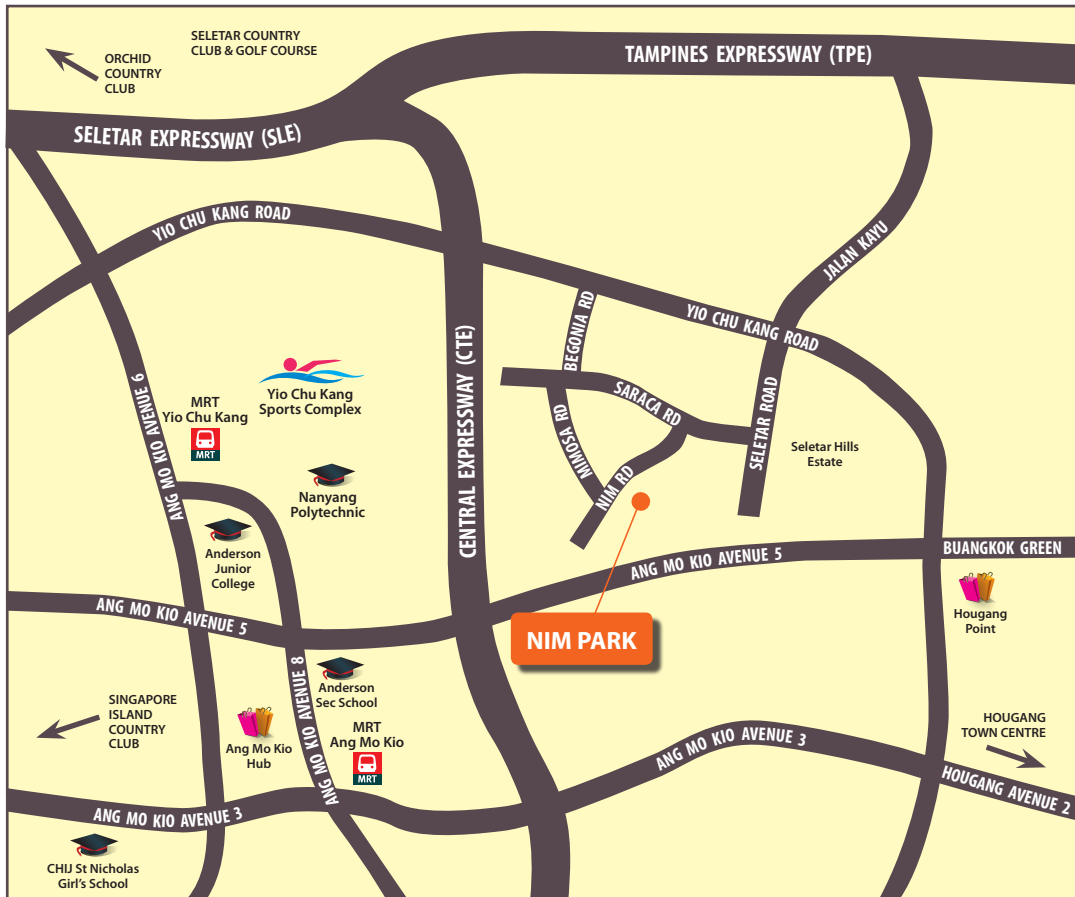 SELETAR COUNTRY
CLUB & GOLF COURSE
ORCHID
COUNTRY
CLUB
TAMPINES EXPRESSWAY (TPE)
SELETAR EXPRESSWAY (SLE)
YIO CHU KANG ROAD
JALAN KAYU
BEGONIA RD
YIO CHU KANG ROAD
CENTRAL EXPRESSWAY (CTE)
ANG MO KIO AVENUE 6
Yio Chu Kang
Sports Complex
MRT
Yio Chu Kang
MRT
SARACA RD
MIMOSA RD
SELETAR ROAD
Seletar Hills
Estate
NIM RD
Nanyang
Polytechnic
Anderson
Junior
College
ANG MO KIO AVENUE 5
BUANGKOK GREEN
ANG MO KIO AVENUE 5
Hougang
Point
NIM PARK
ANG MO KIO AVENUE 8
Anderson
Sec School
SINGAPORE
ISLAND
COUNTRY
CLUB
Ang Mo Kio
Hub
MRT
Ang Mo Kio
MRT
ANG MO KIO AVENUE 3
HOUGANG
TOWN CENTRE
HOUGANG AVENUE 2
ANG MO KIO AVENUE 3
CHIJ St Nicholas
Girl's School